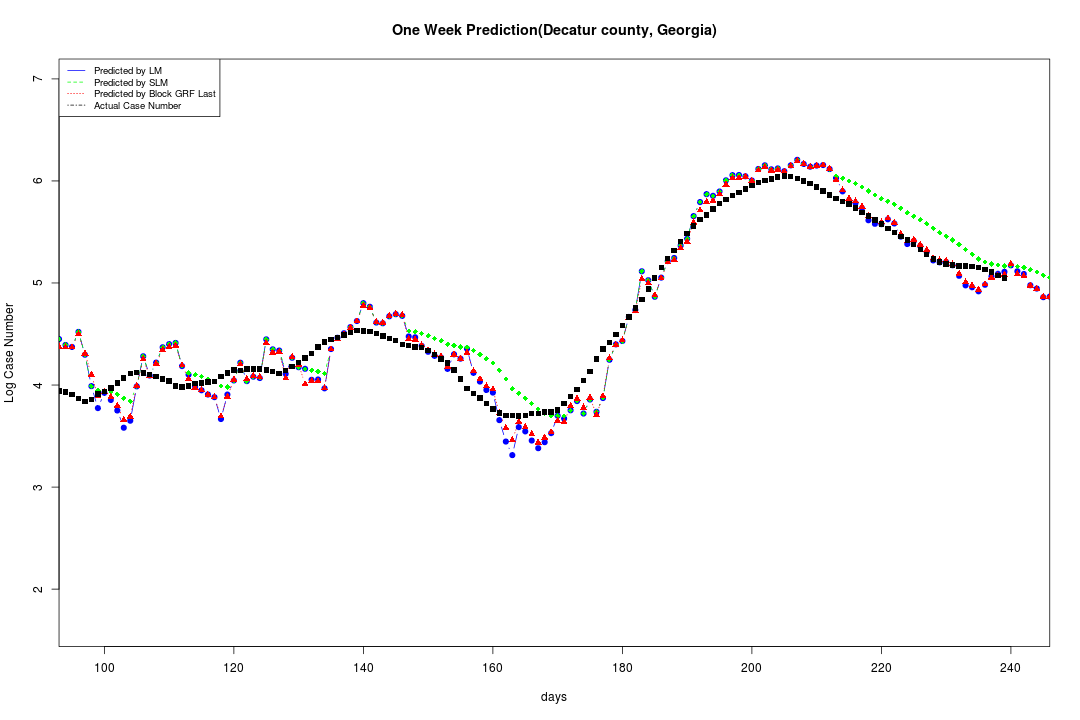 One Week Prediction(Decatur county, Georgia)
Predicted by LM
Predicted by SLM
Predicted by Block GRF Last
Actual Case Number
7
6
5
4
3
2
Log Case Number
100 120 140 160 180 200 220 240
days